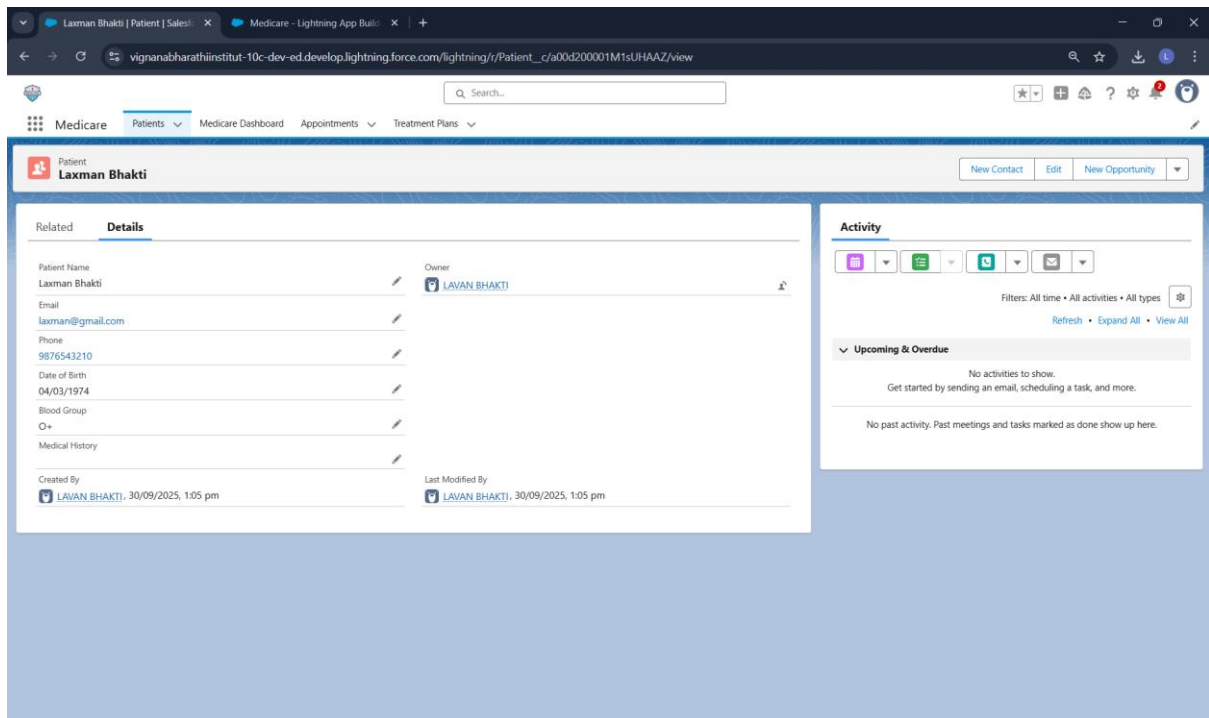 Laxman Bhakti | Patient | Salesf
Medicare - Lightning App Build
vignanabharathiinstitut-10c-dev-ed.develop.lightning.force.com/lightning/r/Patient__c/a00d200001M1sUHAAZ/view
L
Search...
2
Medicare
Patients
Medicare Dashboard
Appointments
Treatment Plans
Patient
Laxman Bhakti
New Contact
Edit
New Opportunity
Related
Details
Patient Name
Laxman Bhakti
Owner
LAVAN BHAKTI
Email
laxman@gmail.com
Phone
9876543210
Date of Birth
04/03/1974
Blood Group
O+
Medical History
Created By
LAVAN BHAKTI, 30/09/2025, 1:05 pm
Last Modified By
LAVAN BHAKTI, 30/09/2025, 1:05 pm
Activity
Filters: All time • All activities • All types
Refresh • Expand All • View All
Upcoming & Overdue
No activities to show.
Get started by sending an email, scheduling a task, and more.
No past activity. Past meetings and tasks marked as done show up here.